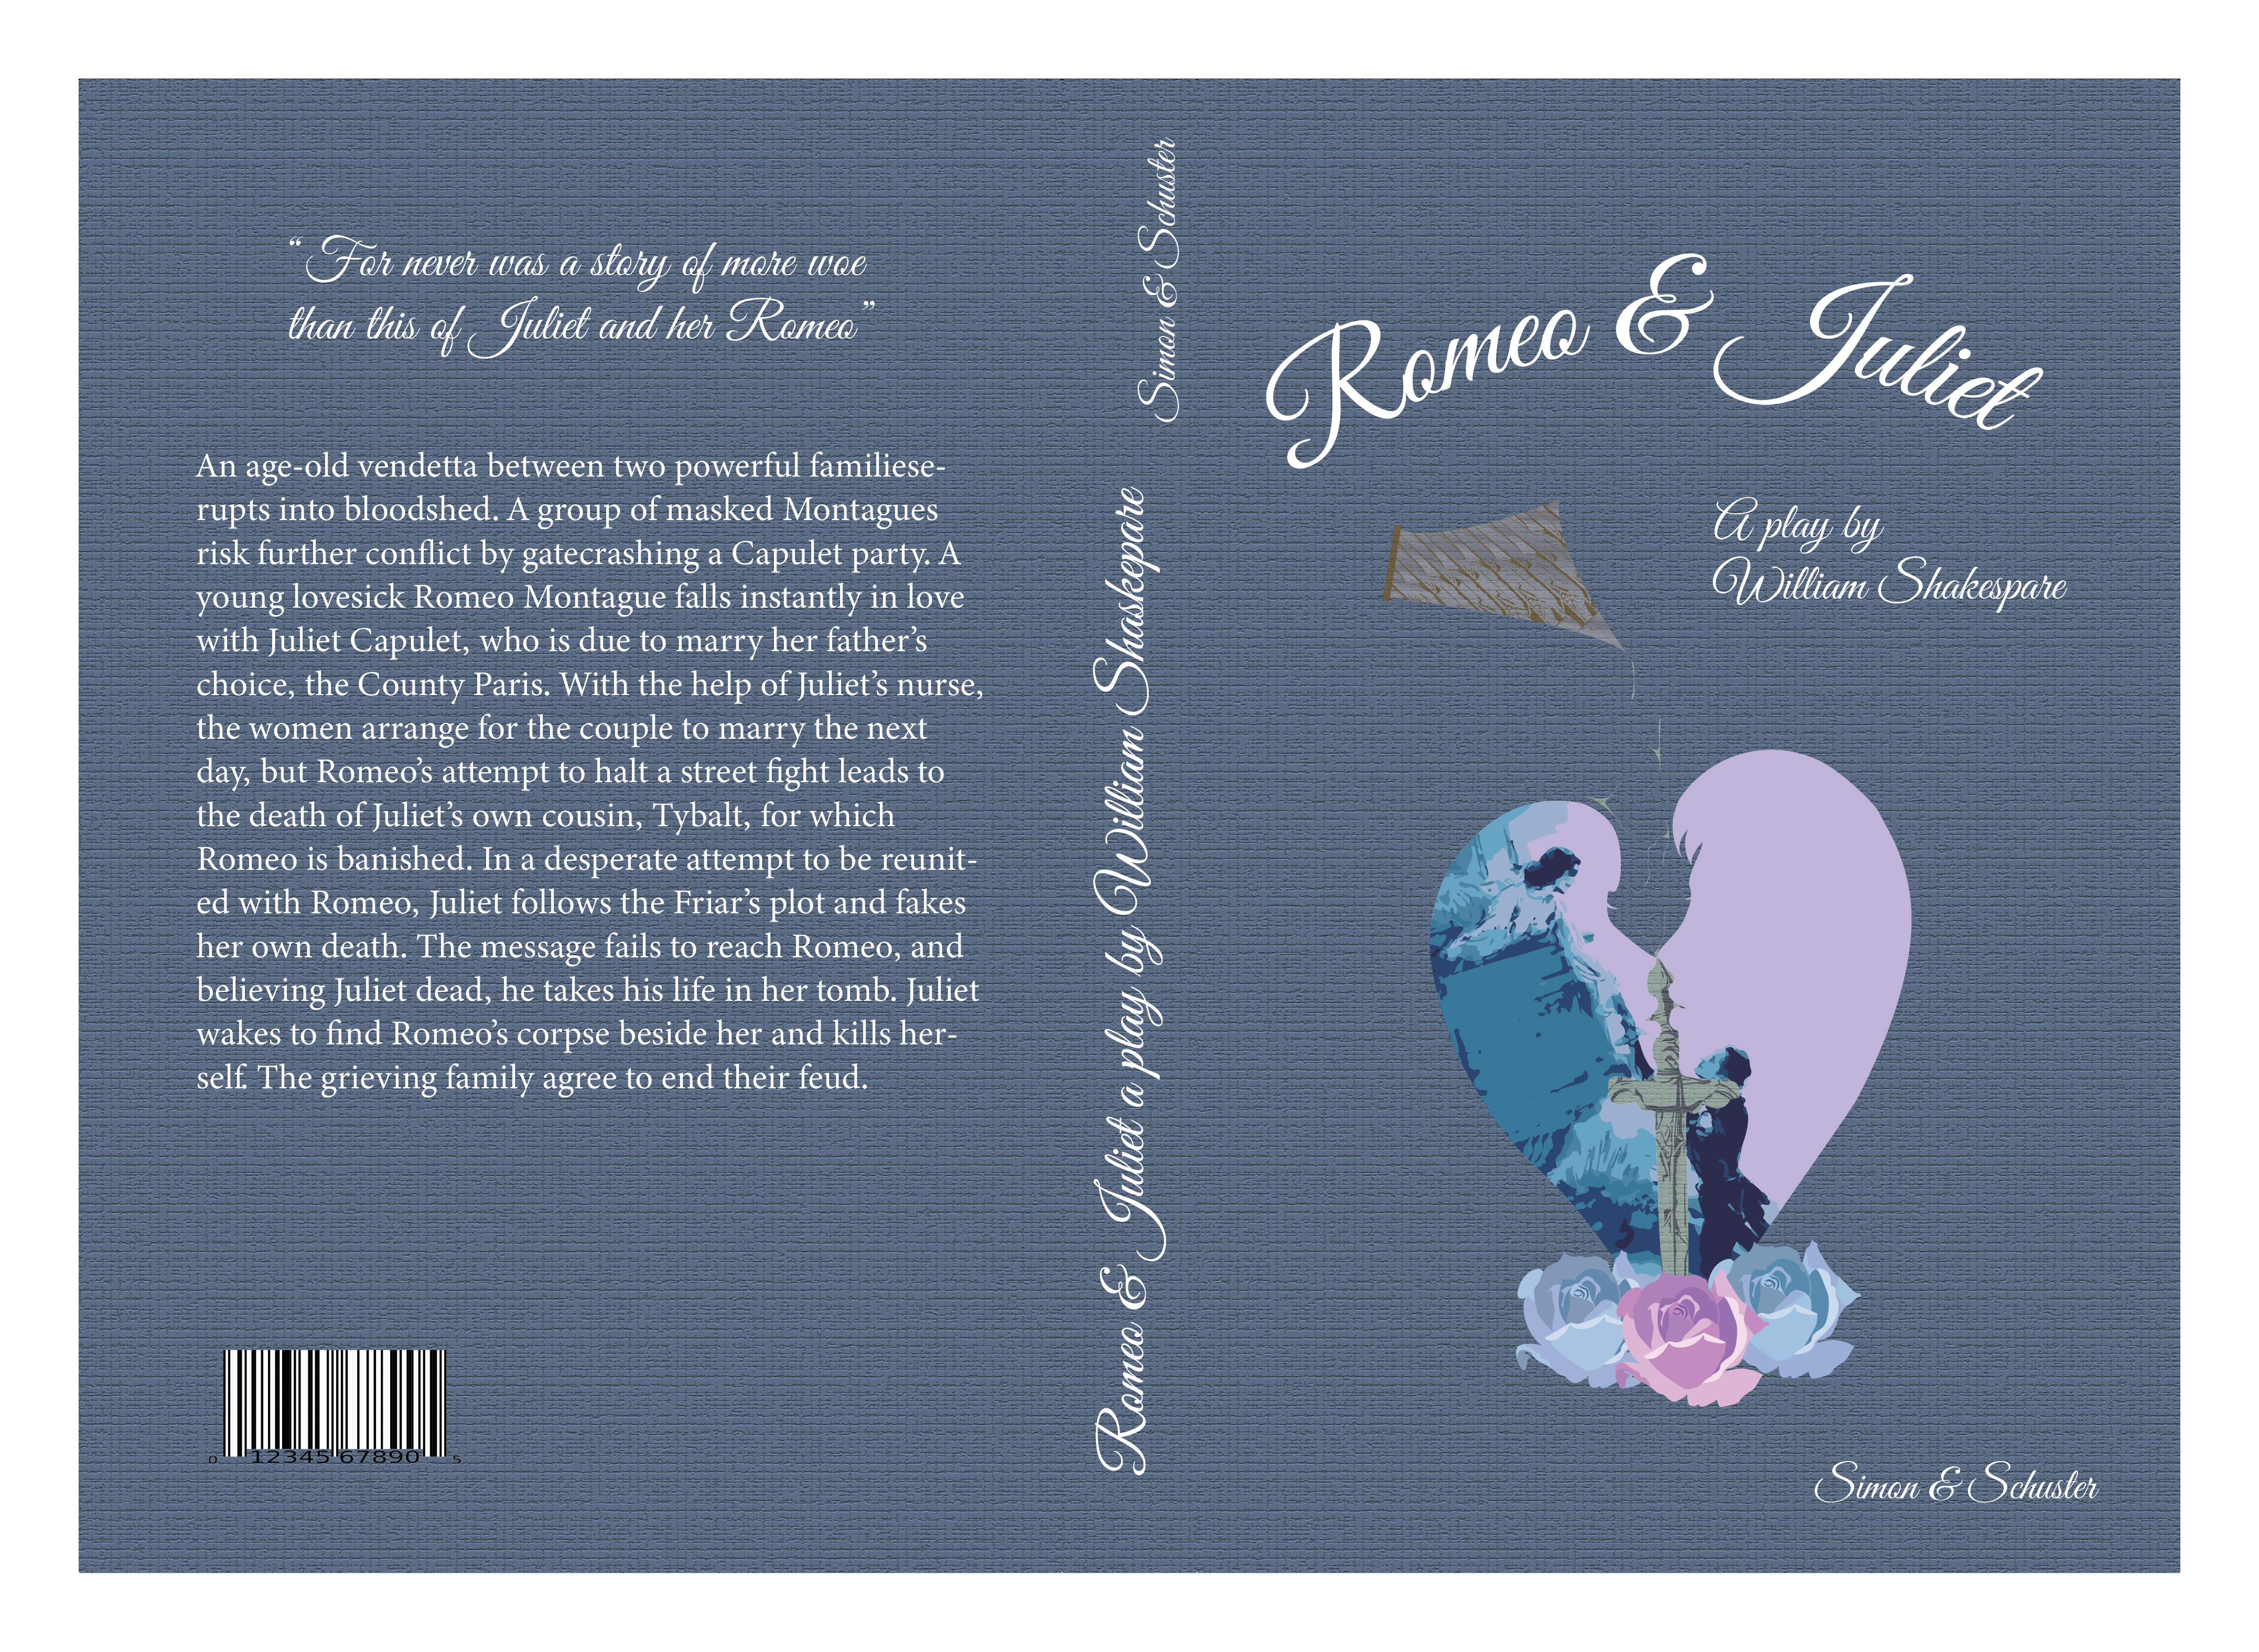 “For never was a story of more woe
than this of Juliet and her Romeo”
An age-old vendetta between two powerful familiese-
rupts into bloodshed. A group of masked Montagues
risk further conflict by gatecrashing a Capulet party. A
young lovesick Romeo Montague falls instantly in love
with Juliet Capulet, who is due to marry her father’s
choice, the County Paris. With the help of Juliet’s nurse,
the women arrange for the couple to marry the next
day, but Romeo’s attempt to halt a street fight leads to
the death of Juliet’s own cousin, Tybalt, for which
Romeo is banished. In a desperate attempt to be reunit-
ed with Romeo, Juliet follows the Friar’s plot and fakes
her own death. The message fails to reach Romeo, and
believing Juliet dead, he takes his life in her tomb. Juliet
wakes to find Romeo’s corpse beside her and kills her-
self. The grieving family agree to end their feud.
0 12345 67890 5
Romeo & Juliet a play by William Shaskepare
Simon & Schuster
Romeo & Juliet
A play by
William Shakespare
Simon & Schuster